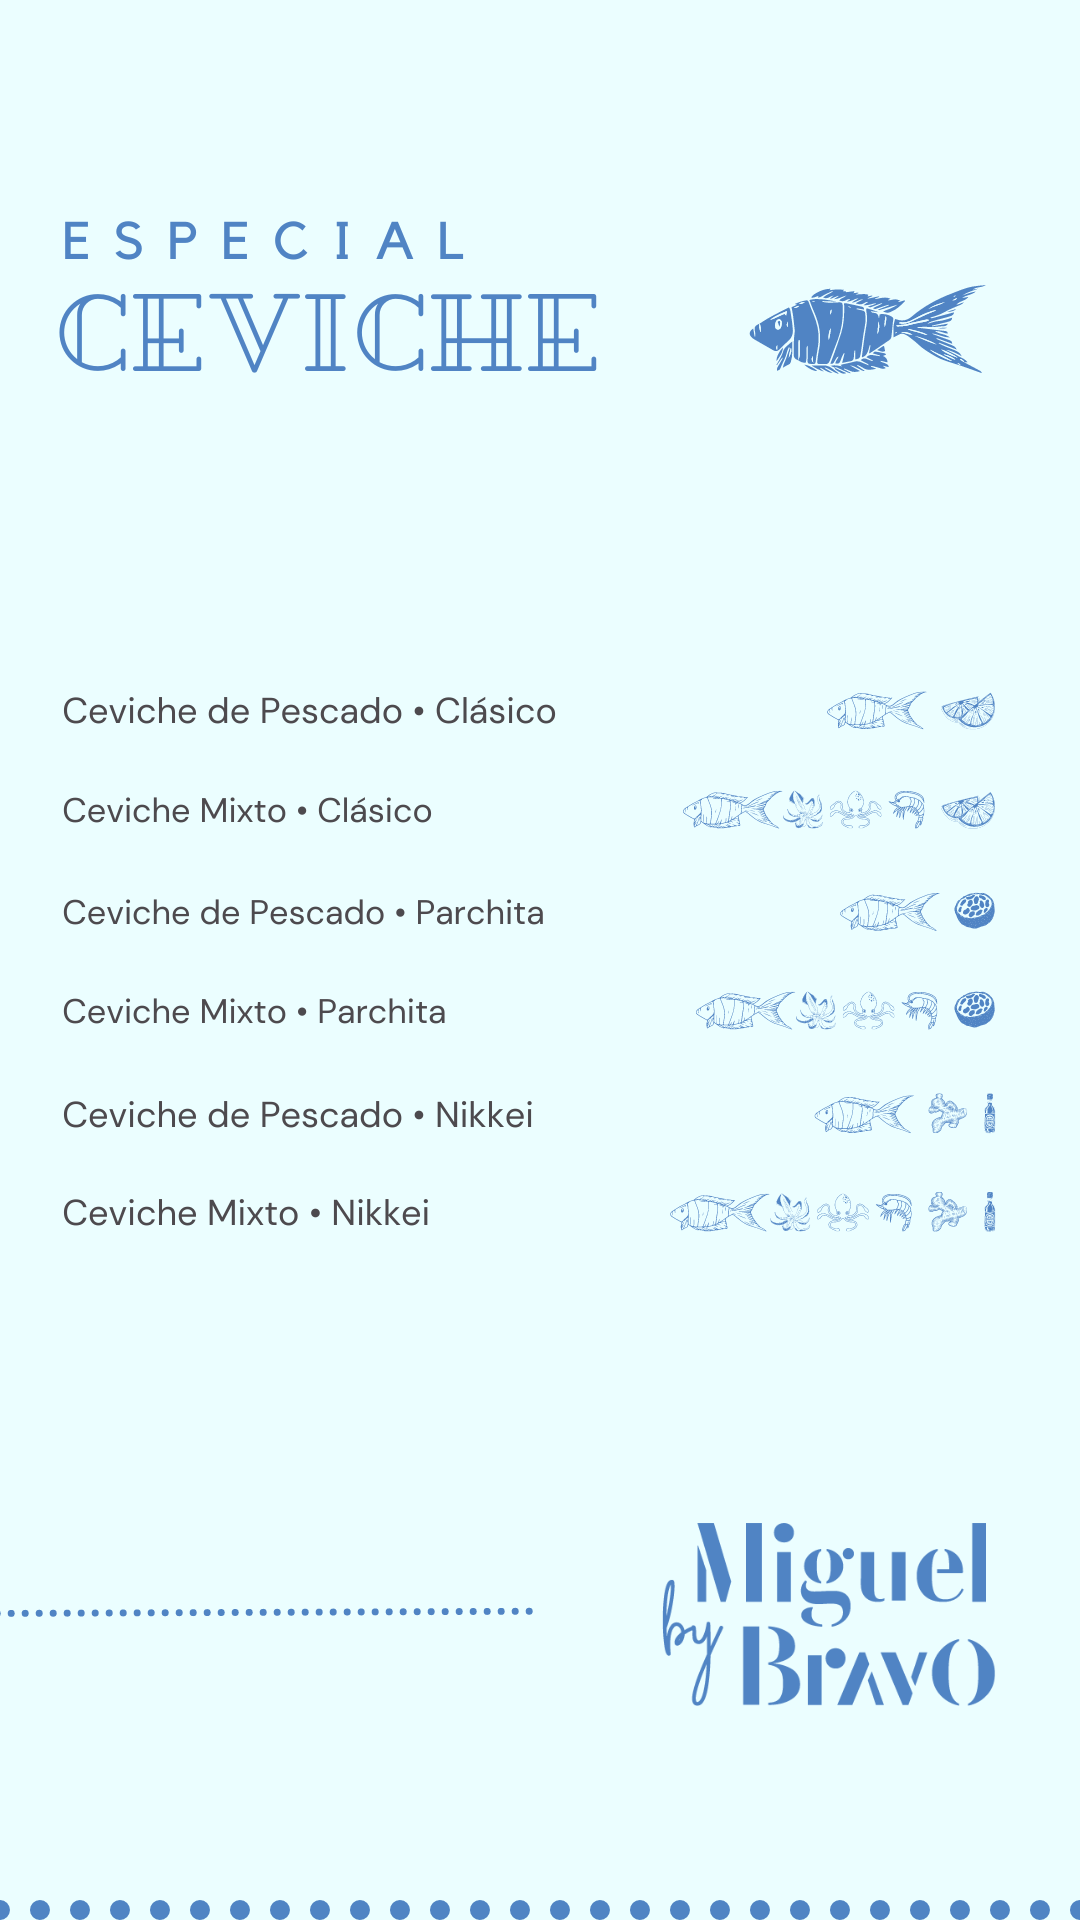 ESPECIAL
CEVICHE
Ceviche de Pescado • Clásico
Ceviche Mixto • Clásico
Ceviche de Pescado • Parchita
Ceviche Mixto • Parchita
Ceviche de Pescado • Nikkei
Ceviche Mixto • Nikkei
Miguel
by
Bravo